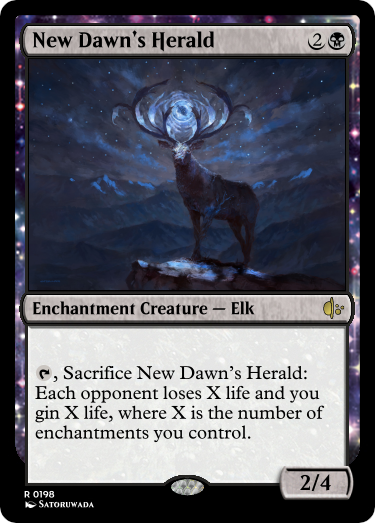 New Dawn's Herald 2
Enchantment Creature — Elk
, Sacrifice New Dawn's Herald:
Each opponent loses X life and you
gin X life, where X is the number of
enchantments you control.
2/4
R 0198
Satoruwada